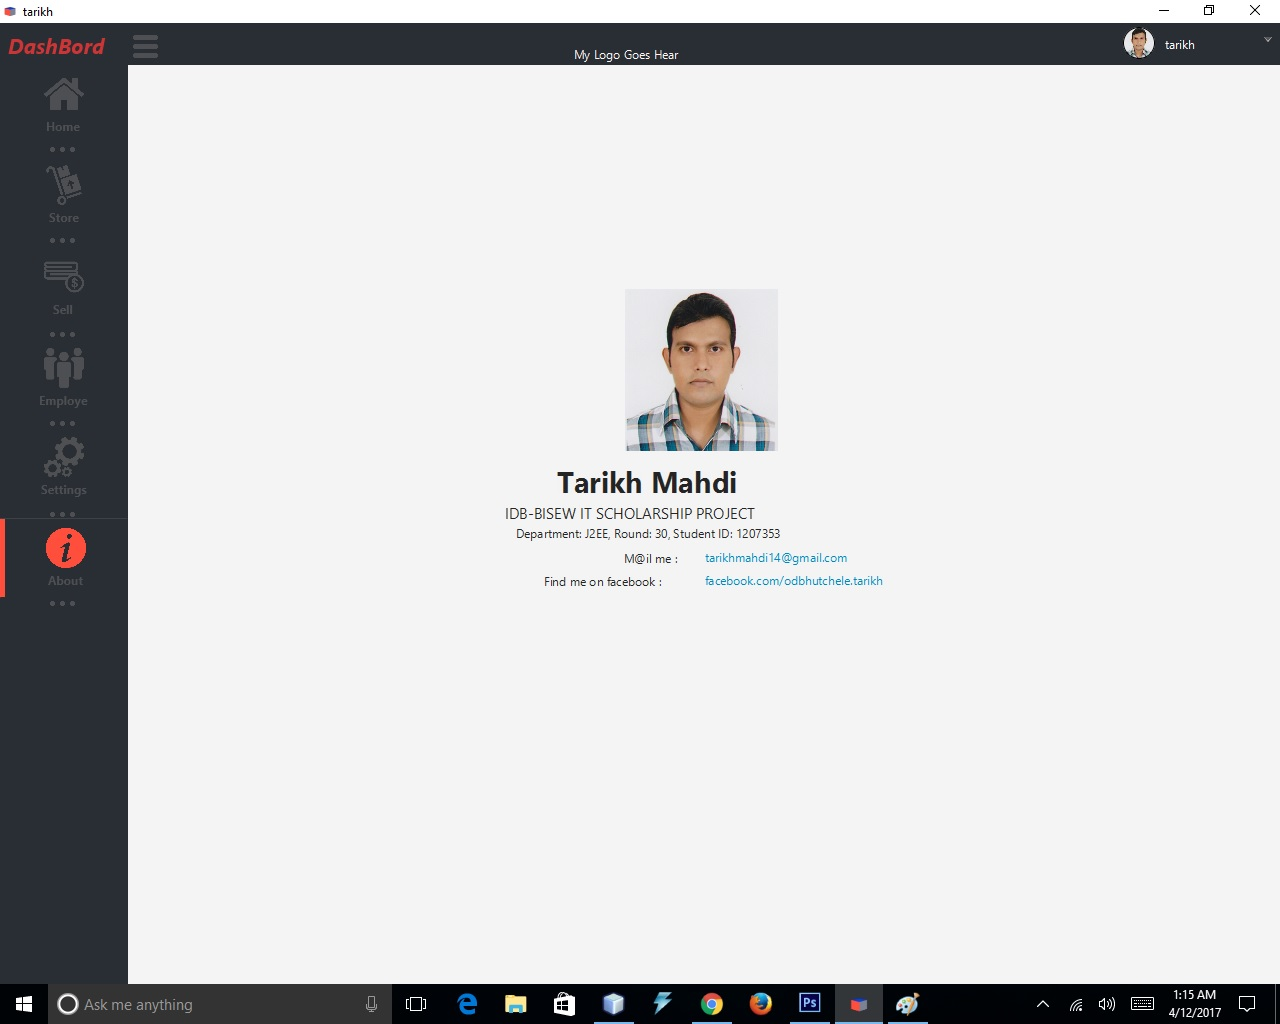 tarikh
DashBord
My Logo Goes Hear
tarikh
Home
Store
Sell
Employe
Settings
About
Tarikh Mahdi
IDB-BISEW IT SCHOLARSHIP PROJECT
Department: J2EE, Round: 30, Student ID: 1207353
M@il me : tarikhmahdi14@gmail.com
Find me on facebook : facebook.com/odbhutchele.tarikh
Ask me anything
Ps
1:15 AM
4/12/2017